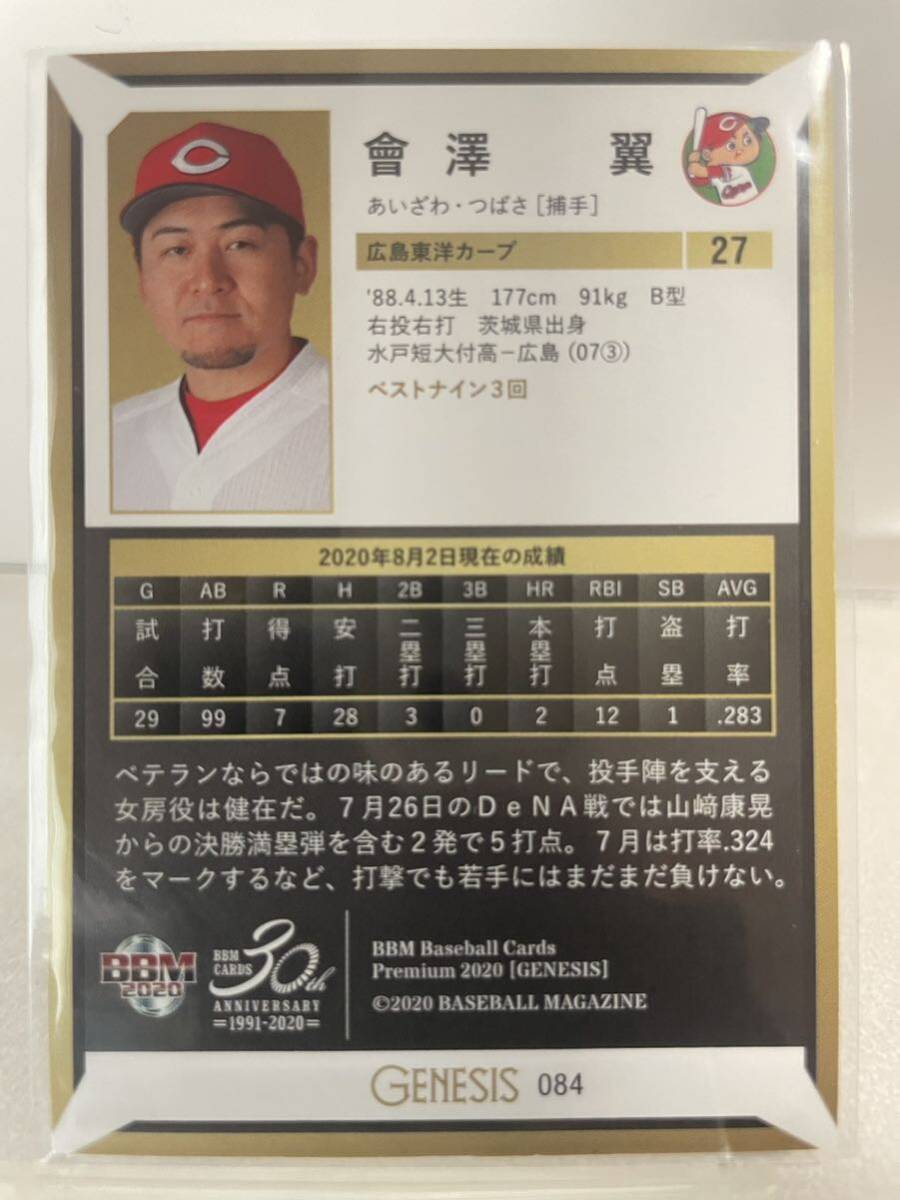 會澤 翼
あいざわ・つばさ[捕手]
広島東洋カープ 27
'88.4.13生 177cm 91kg B型
右投右打 茨城県出身
水戸短大付高－広島 (07③)
ベストナイン3回
2020年8月2日現在の成績
G AB R H 2B 3B HR RBI SB AVG
試合 打数 得点 安打 二塁打 三塁打 本塁打 打点 盗塁 打率
29 99 7 28 3 0 2 12 1 .283
ベテランならではの味のあるリードで、投手陣を支える
女房役は健在だ。７月26日のＤｅＮＡ戦では山﨑康晃
からの決勝満塁弾を含む２発で５打点。７月は打率.324
をマークするなど、打撃でも若手にはまだまだ負けない。
BBM 2020
BBM CARDS 30th
ANNIVERSARY
=1991-2020=
BBM Baseball Cards
Premium 2020 [GENESIS]
©2020 BASEBALL MAGAZINE
GENESIS 084